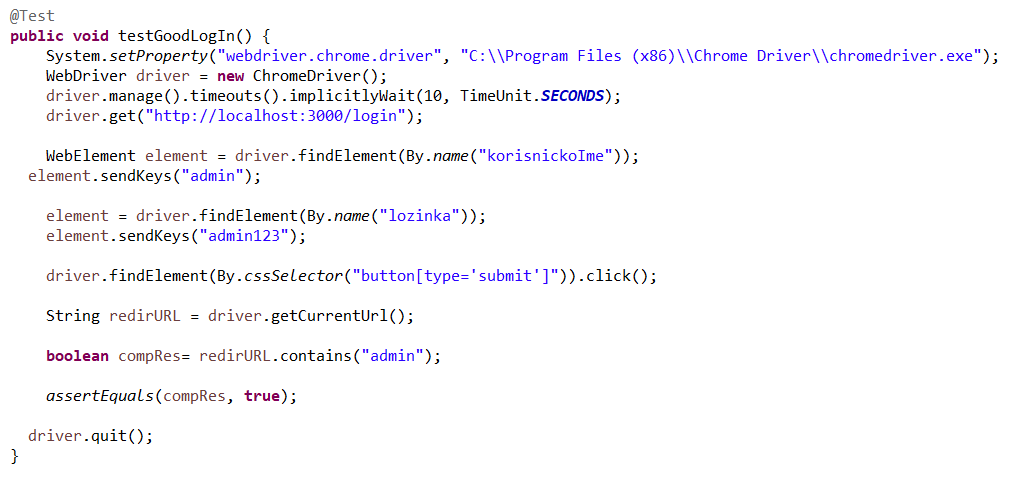 @Test
public void testGoodLogIn() {
    System.setProperty("webdriver.chrome.driver", "C:\\Program Files (x86)\\Chrome Driver\\chromedriver.exe");
    WebDriver driver = new ChromeDriver();
    driver.manage().timeouts().implicitlyWait(10, TimeUnit.SECONDS);
    driver.get("http://localhost:3000/login");

    WebElement element = driver.findElement(By.name("korisnickoIme"));
  element.sendKeys("admin");

    element = driver.findElement(By.name("lozinka"));
    element.sendKeys("admin123");

    driver.findElement(By.cssSelector("button[type='submit']")).click();

    String redirURL = driver.getCurrentUrl();

    boolean compRes= redirURL.contains("admin");

    assertEquals(compRes, true);

  driver.quit();
}